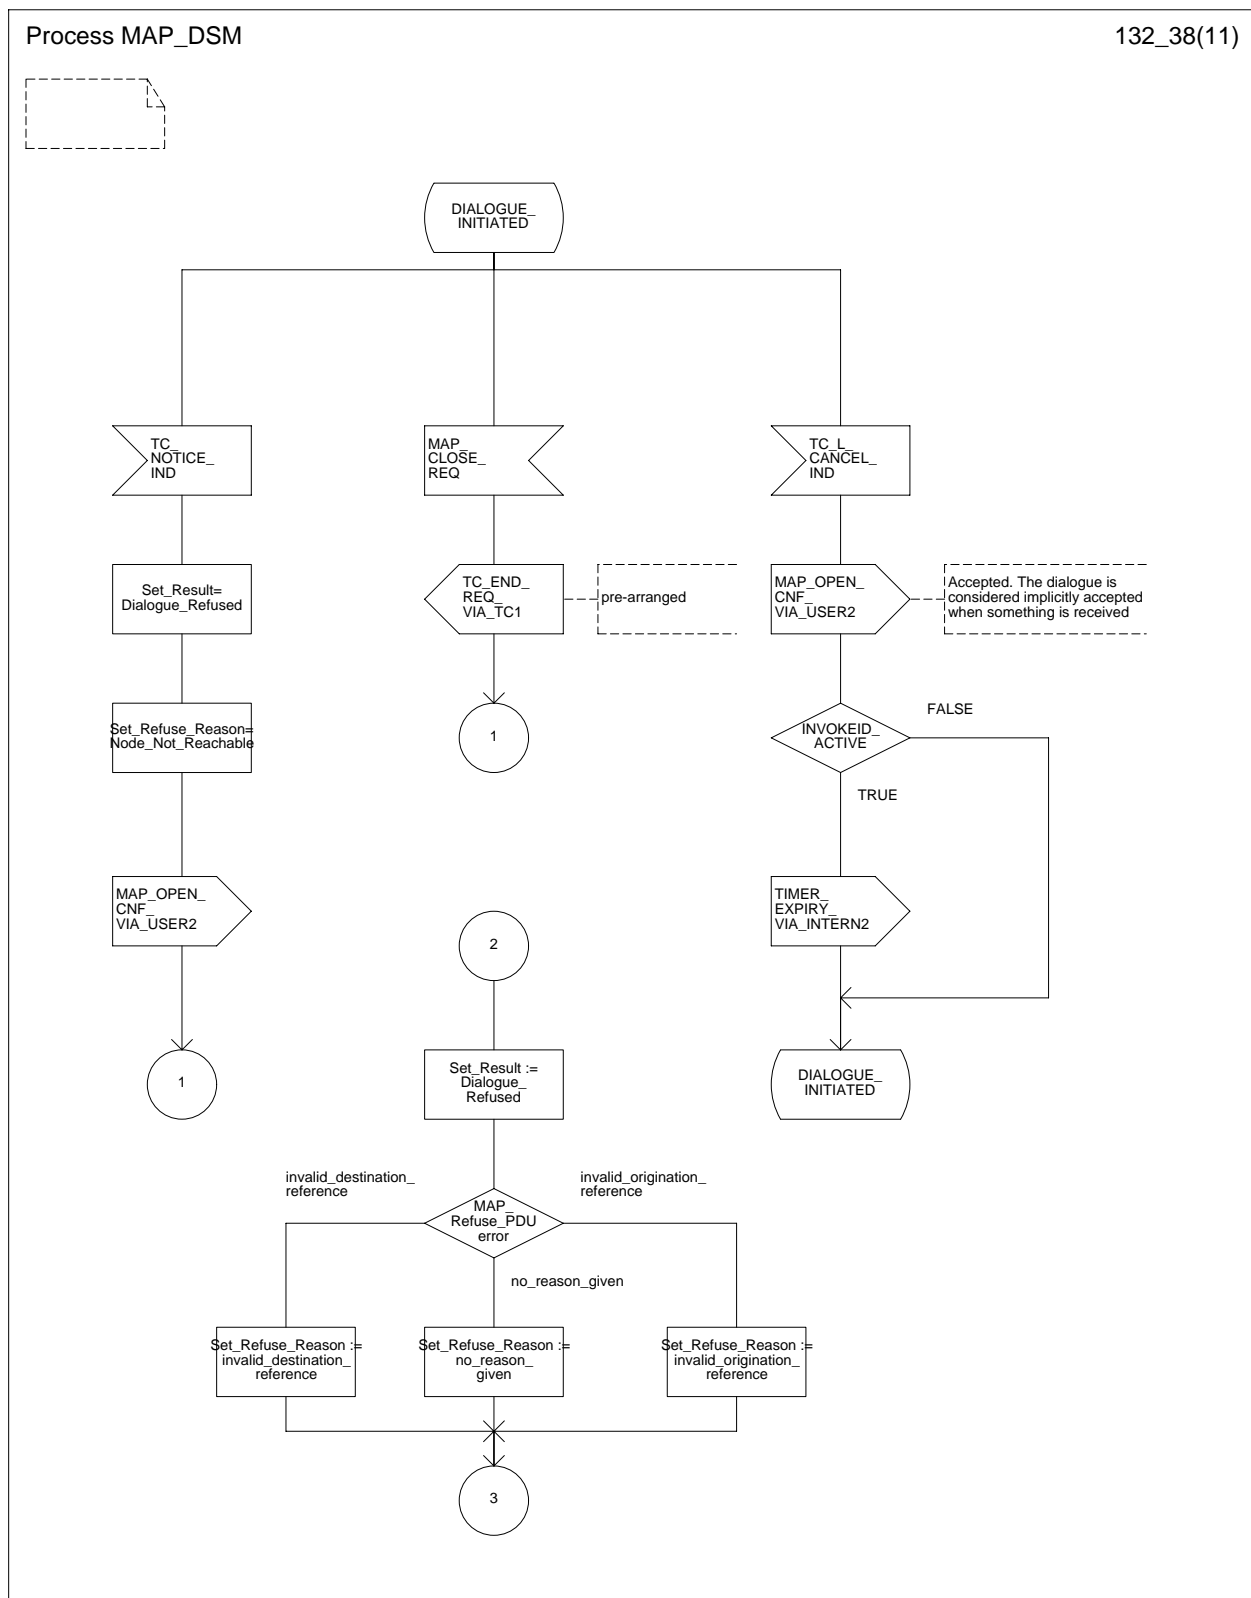 Process MAP_DSM
132_38(11)
DIALOGUE_
INITIATED
TC_
NOTICE_
IND
MAP_
CLOSE_
REQ
TC_L_
CANCEL_
IND
Set_Result=
Dialogue_Refused
TC_END_
REQ_
VIA_TC1
pre-arranged
MAP_OPEN_
CNF_
VIA_USER2
Accepted. The dialogue is
considered implicitly accepted
when something is received
Set_Refuse_Reason=
Node_Not_Reachable
1
INVOKEID_
ACTIVE
FALSE
TRUE
MAP_OPEN_
CNF_
VIA_USER2
2
TIMER_
EXPIRY_
VIA_INTERN2
1
Set_Result :=
Dialogue_
Refused
DIALOGUE_
INITIATED
invalid_destination_
reference
MAP_
Refuse_PDU
error
invalid_origination_
reference
no_reason_given
Set_Refuse_Reason :=
invalid_destination_
reference
Set_Refuse_Reason :=
no_reason_
given
Set_Refuse_Reason :=
invalid_origination_
reference
3